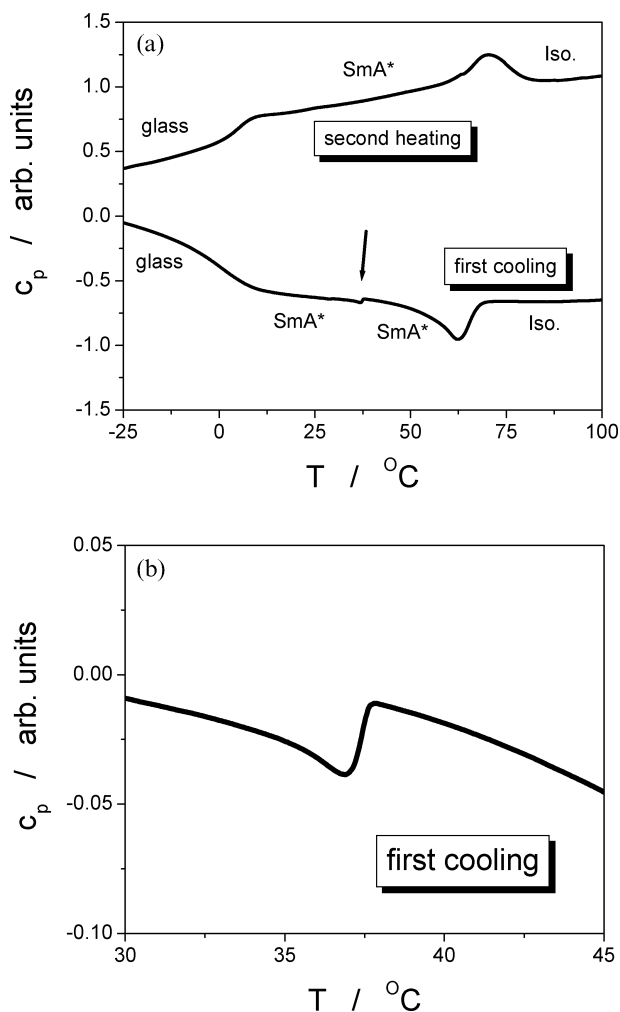 (a)
1.5
1.0
0.5
0.0
-0.5
-1.0
-1.5
c_p / arb. units
glass
SmA*
Iso.
second heating
glass
first cooling
SmA*
SmA*
Iso.
-25 0 25 50 75 100
T / °C
(b)
0.05
0.00
-0.05
-0.10
c_p / arb. units
first cooling
30 35 40 45
T / °C